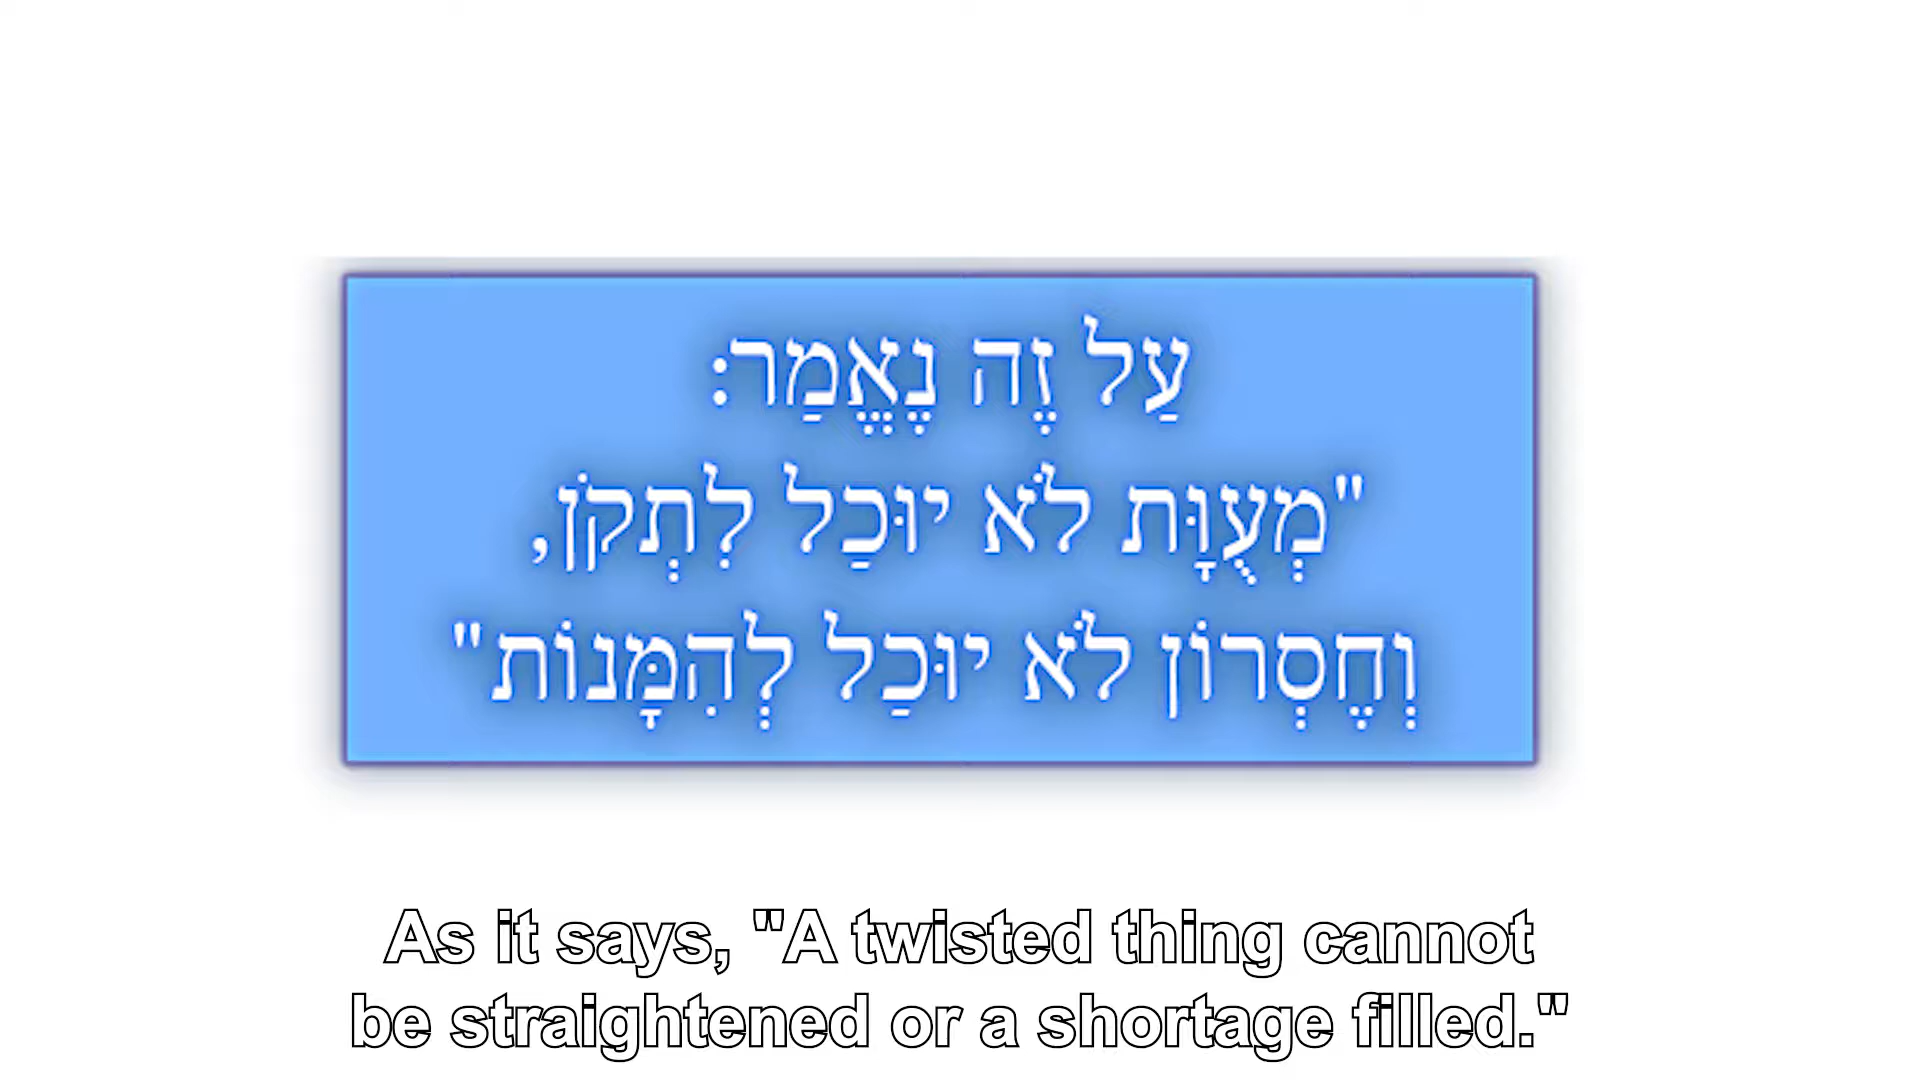 עַל זֶה נֶאֱמַר:
"מְעֻוָּת לֹא יוּכַל לִתְקֹן,
וְחֶסְרוֹן לֹא יוּכַל לְהִמָּנוֹת"
As it says, "A twisted thing cannot
be straightened or a shortage filled."